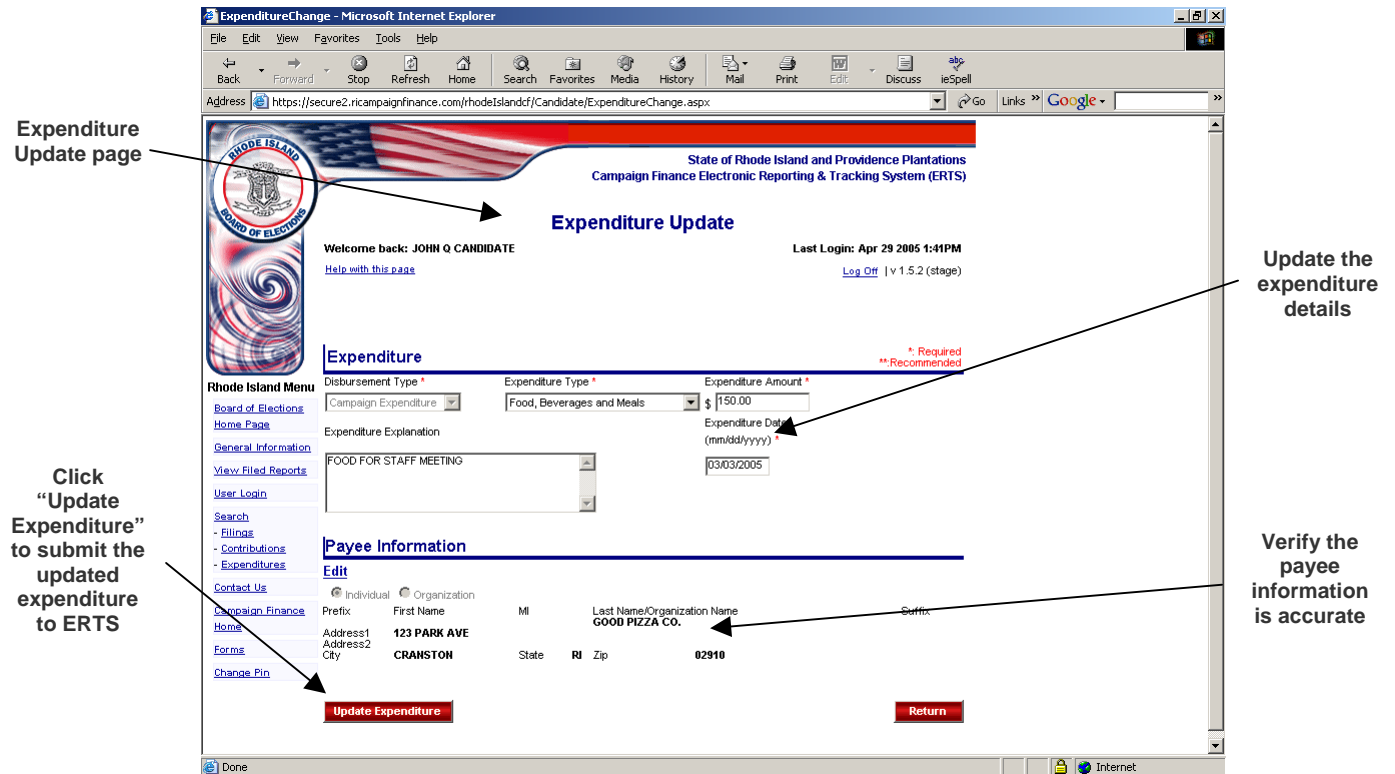 ExpenditureChange - Microsoft Internet Explorer
File Edit View Favorites Tools Help
Back Forward Stop Refresh Home Search Favorites Media History Mail Print Edit Discuss ieSpell
Address https://secure2.ricampaignfinance.com/rhodeIslandcf/Candidate/ExpenditureChange.aspx Go Links » Google »
Expenditure
Update page
RHODE ISLAND
BOARD OF ELECTIONS
State of Rhode Island and Providence Plantations
Campaign Finance Electronic Reporting & Tracking System (ERTS)
Expenditure Update
Welcome back: JOHN Q CANDIDATE Last Login: Apr 29 2005 1:41PM
Help with this page Log Off | v 1.5.2 (stage)
Update the
expenditure
details
Expenditure
*: Required
**:Recommended
Disbursement Type * Expenditure Type * Expenditure Amount *
Campaign Expenditure Food, Beverages and Meals $ 150.00
Expenditure Explanation
Expenditure Date
(mm/dd/yyyy) *
FOOD FOR STAFF MEETING
03/03/2005
Rhode Island Menu
Board of Elections
Home Page
General Information
View Filed Reports
User Login
Search
- Filings
- Contributions
- Expenditures
Contact Us
Campaign Finance
Home
Forms
Change Pin
Click
“Update
Expenditure”
to submit the
updated
expenditure
to ERTS
Payee Information
Edit
Individual Organization
Prefix First Name MI Last Name/Organization Name Suffix
GOOD PIZZA CO.
Address1 123 PARK AVE
Address2
City CRANSTON State RI Zip 02910
Verify the
payee
information
is accurate
Update Expenditure Return
Done Internet